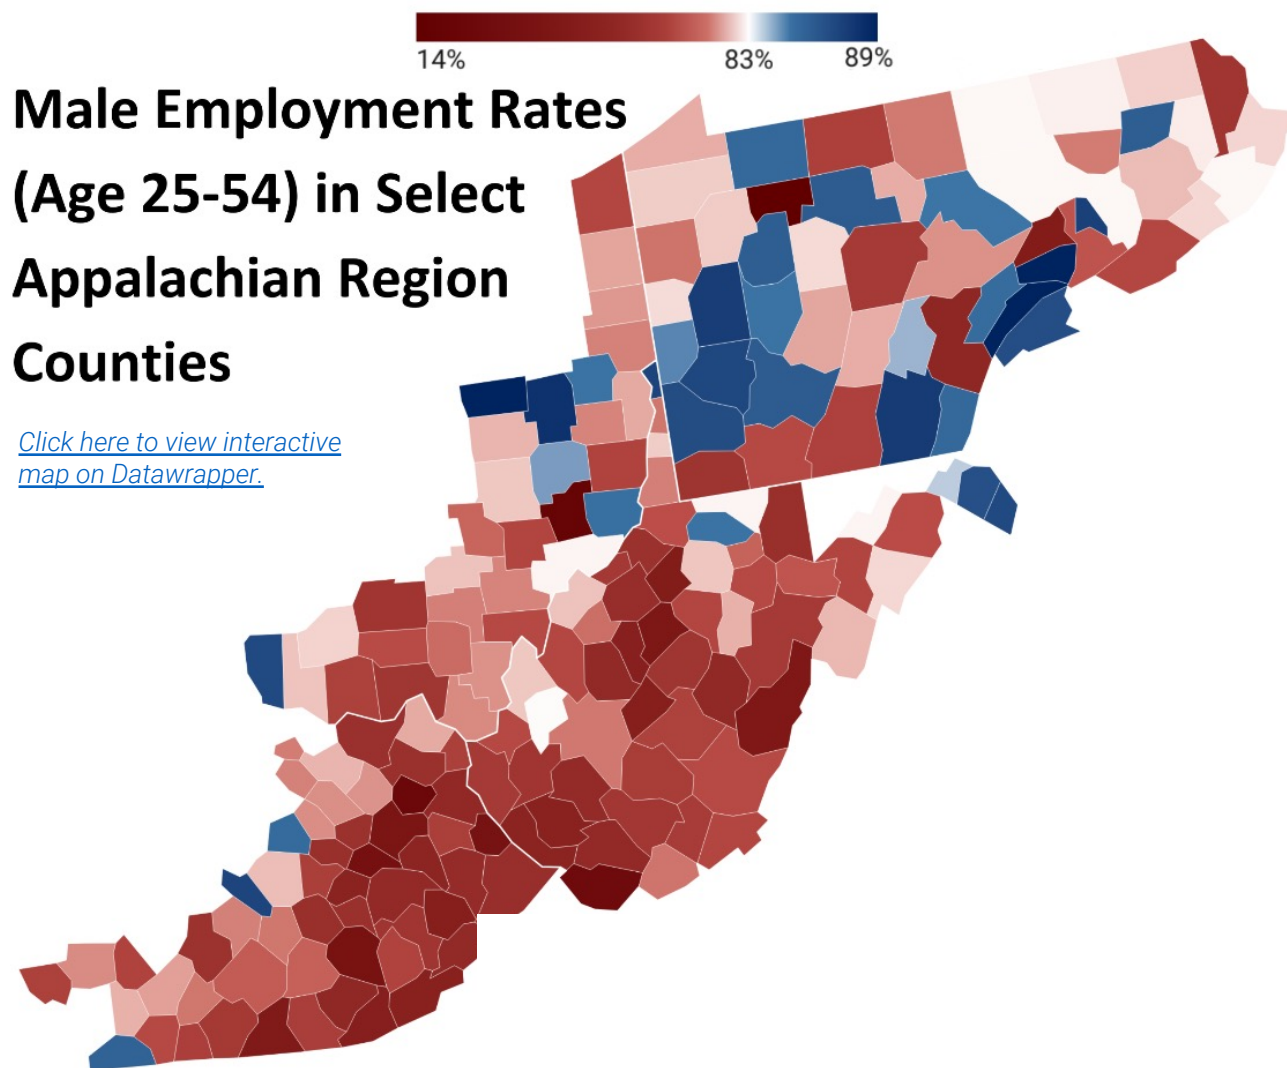 14%
83%
89%
Male Employment Rates
(Age 25-54) in Select
Appalachian Region
Counties
Click here to view interactive
map on Datawrapper.